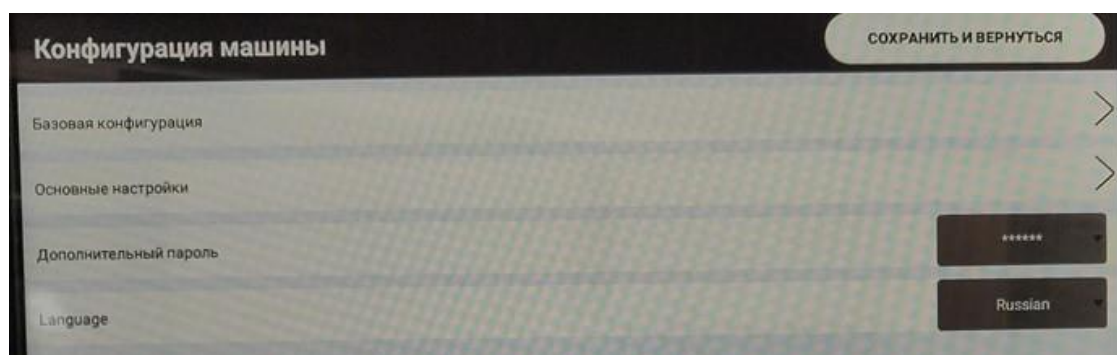 Конфигурация машины
СОХРАНИТЬ И ВЕРНУТЬСЯ
Базовая конфигурация
Основные настройки
Дополнительный пароль
******
Language
Russian